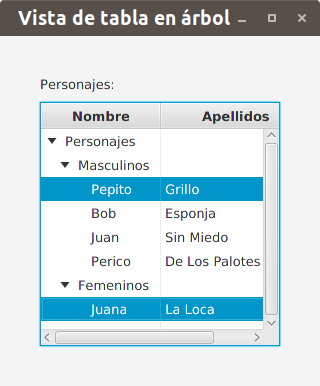 Vista de tabla en árbol
Personajes:
Nombre Apellidos
Personajes
Masculinos
Pepito Grillo
Bob Esponja
Juan Sin Miedo
Perico De Los Palotes
Femeninos
Juana La Loca